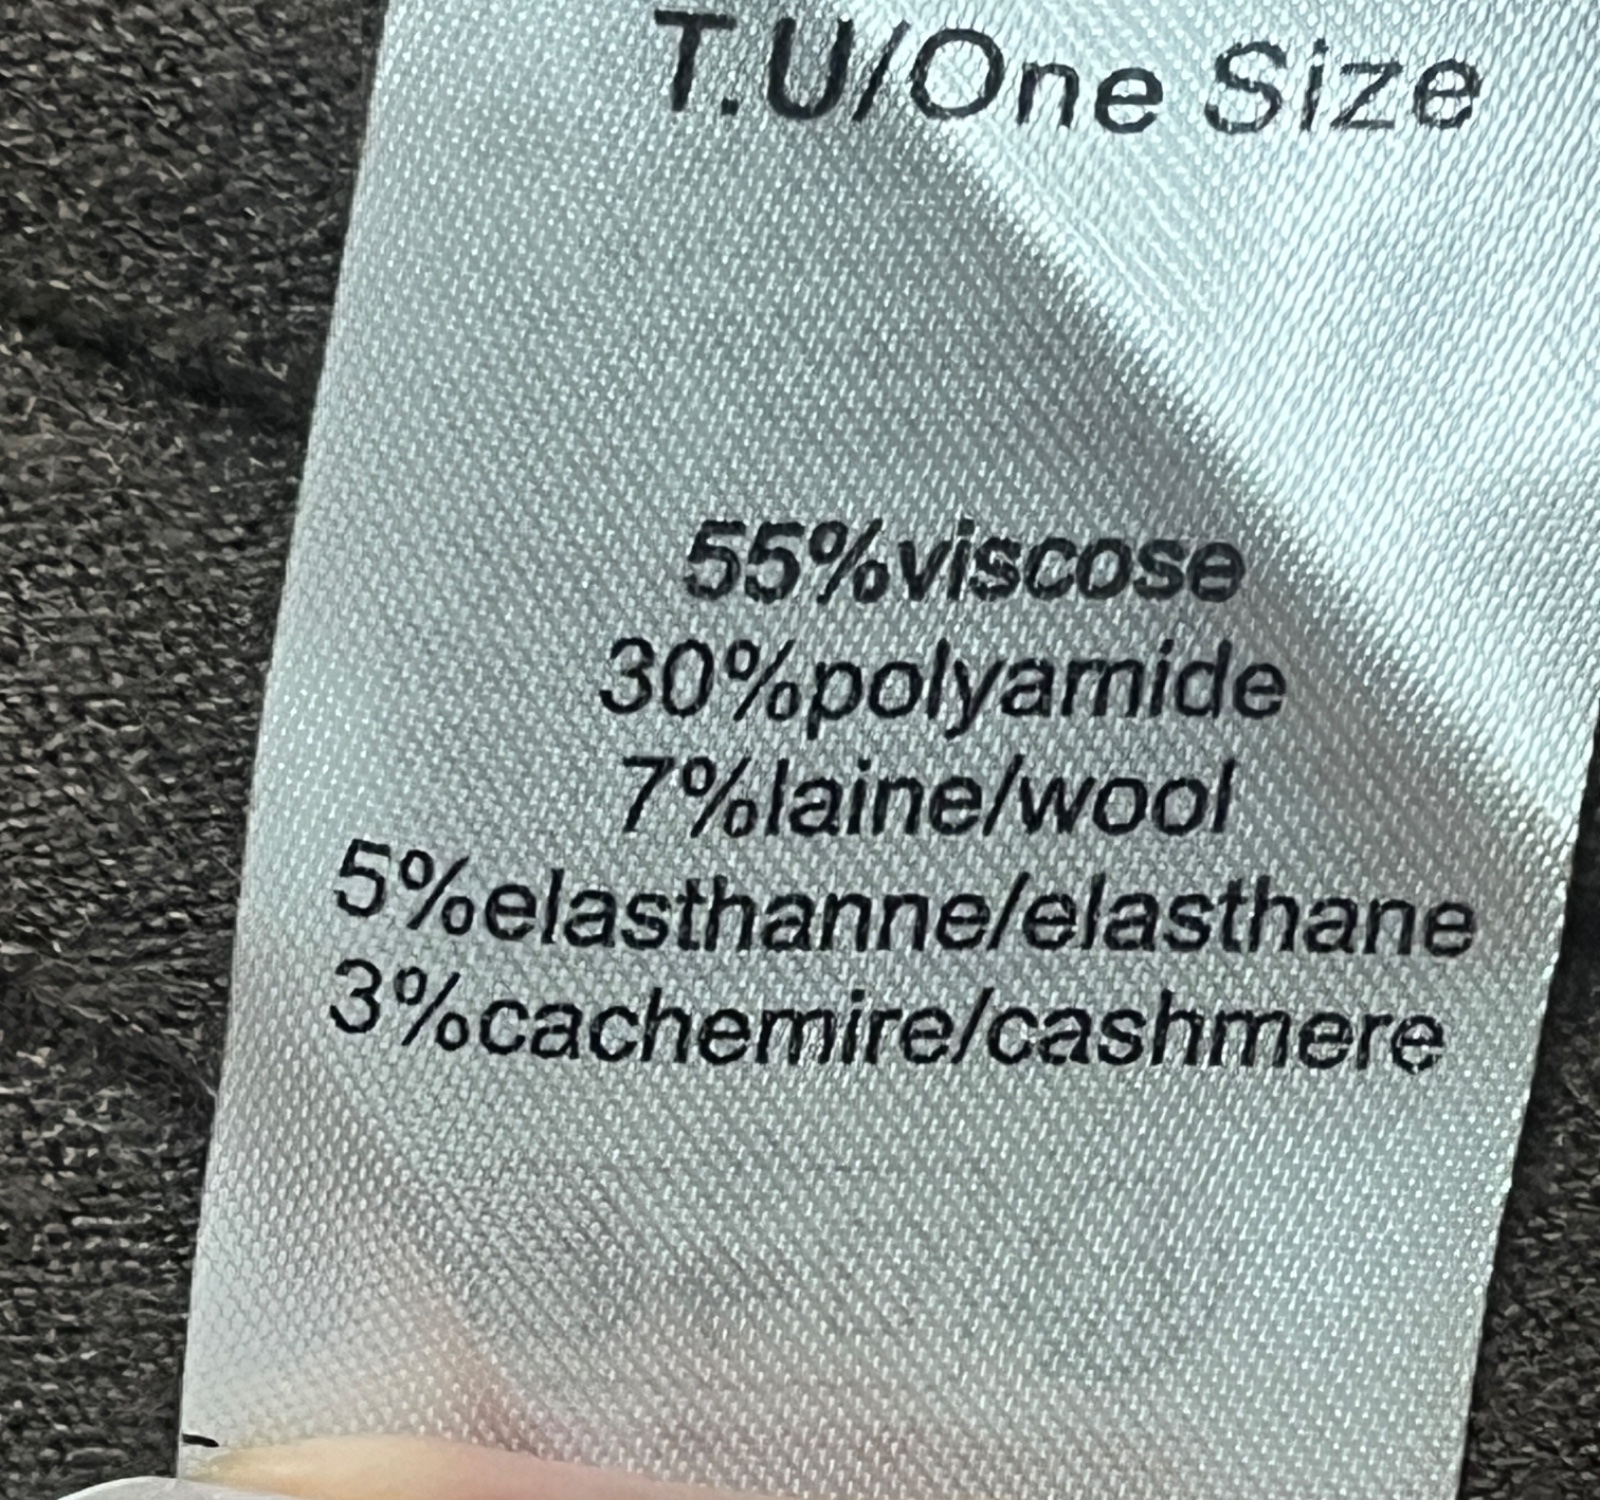 T.U/One Size
55%viscose
30%polyamide
7%laine/wool
5%elasthanne/elasthane
3%cachemire/cashmere